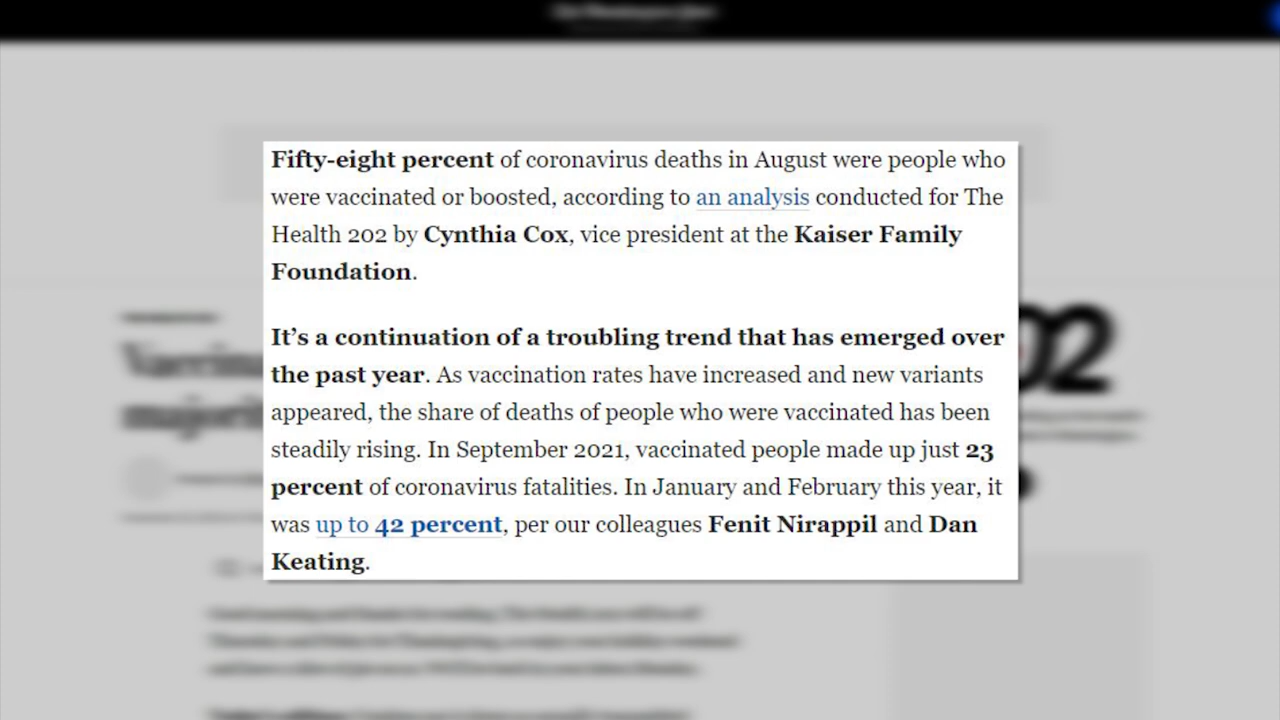 Fifty-eight percent of coronavirus deaths in August were people who
were vaccinated or boosted, according to an analysis conducted for The
Health 202 by Cynthia Cox, vice president at the Kaiser Family
Foundation.
It’s a continuation of a troubling trend that has emerged over
the past year. As vaccination rates have increased and new variants
appeared, the share of deaths of people who were vaccinated has been
steadily rising. In September 2021, vaccinated people made up just 23
percent of coronavirus fatalities. In January and February this year, it
was up to 42 percent, per our colleagues Fenit Nirappil and Dan
Keating.